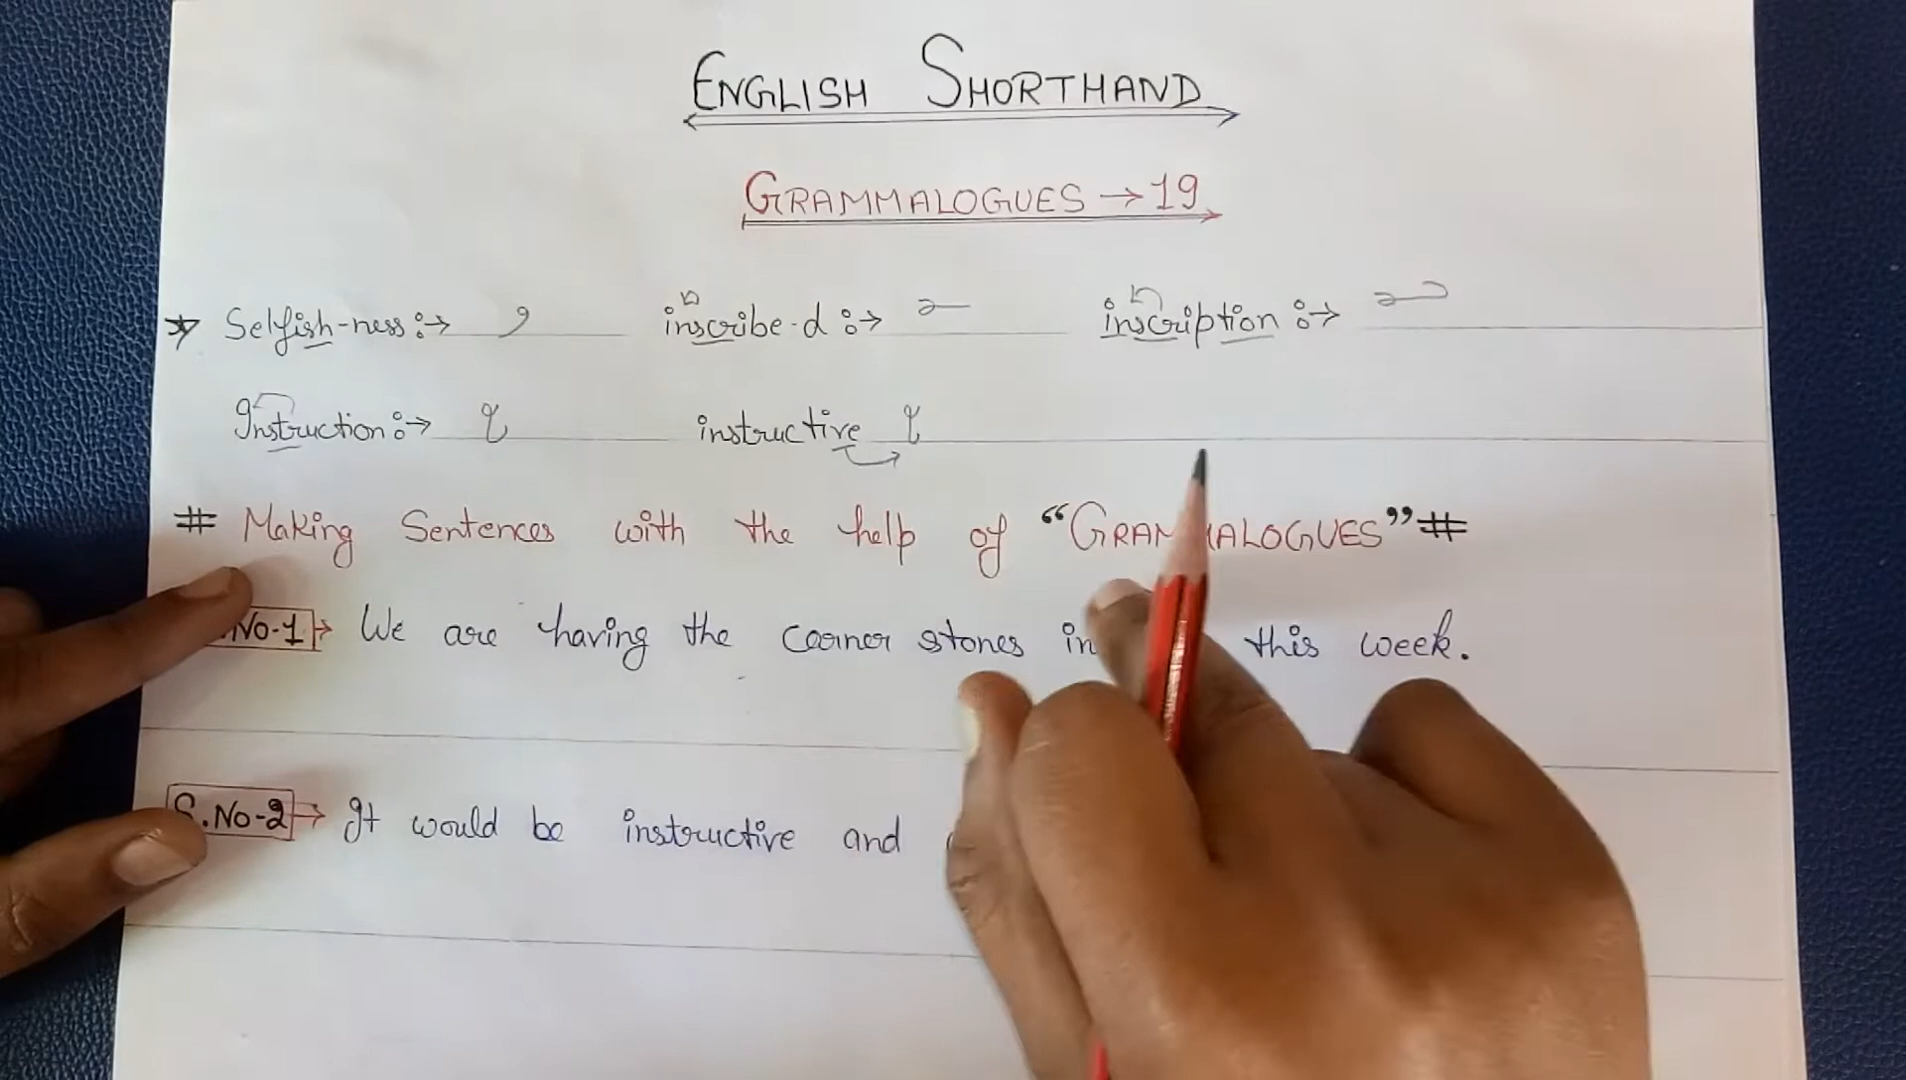 ENGLISH SHORTHAND
GRAMMALOGUES → 19
Selfish-ness :→ inscribe-d :→ inscription :→
Instruction :→ instructive
# Making Sentences with the help of “GRAMMALOGUES” #
No-1 → We are having the corner stones this week.
S.No-2 → It would be instructive and